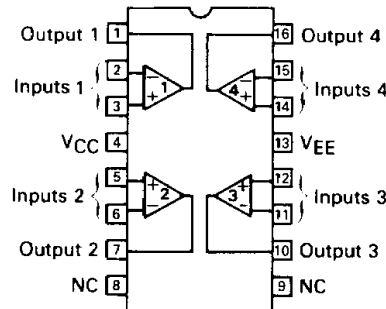 Output 1 1 16 Output 4
2 − − 15
Inputs 1 1 4 Inputs 4
3 + + 14
VCC 4 13 VEE
5 + + 12
Inputs 2 2 3 Inputs 3
6 − − 11
Output 2 7 10 Output 3
NC 8 9 NC